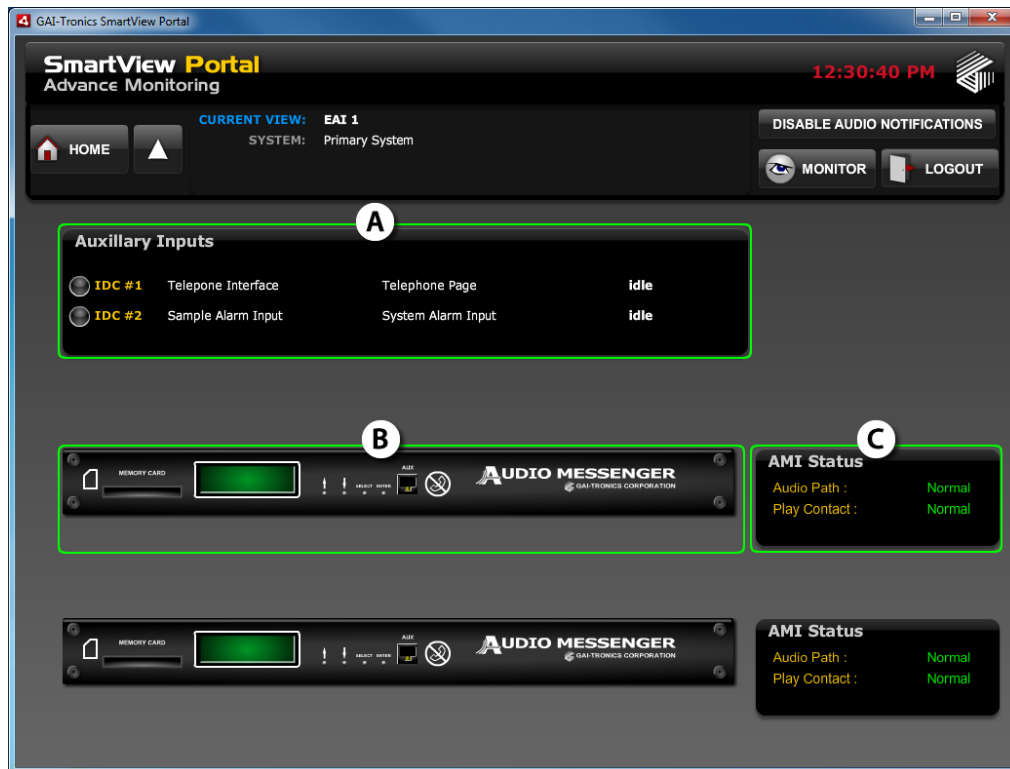 GAI-Tronics SmartView Portal
SmartView Portal
Advance Monitoring
12:30:40 PM
HOME
CURRENT VIEW: EAI 1
SYSTEM: Primary System
DISABLE AUDIO NOTIFICATIONS
MONITOR
LOGOUT
A
Auxillary Inputs
IDC #1 Telepone Interface Telephone Page idle
IDC #2 Sample Alarm Input System Alarm Input idle
B
MEMORY CARD
SELECT ENTER
AUX
AUDIO MESSENGER
GAI-TRONICS CORPORATION
C
AMI Status
Audio Path : Normal
Play Contact : Normal
MEMORY CARD
SELECT ENTER
AUX
AUDIO MESSENGER
GAI-TRONICS CORPORATION
AMI Status
Audio Path : Normal
Play Contact : Normal